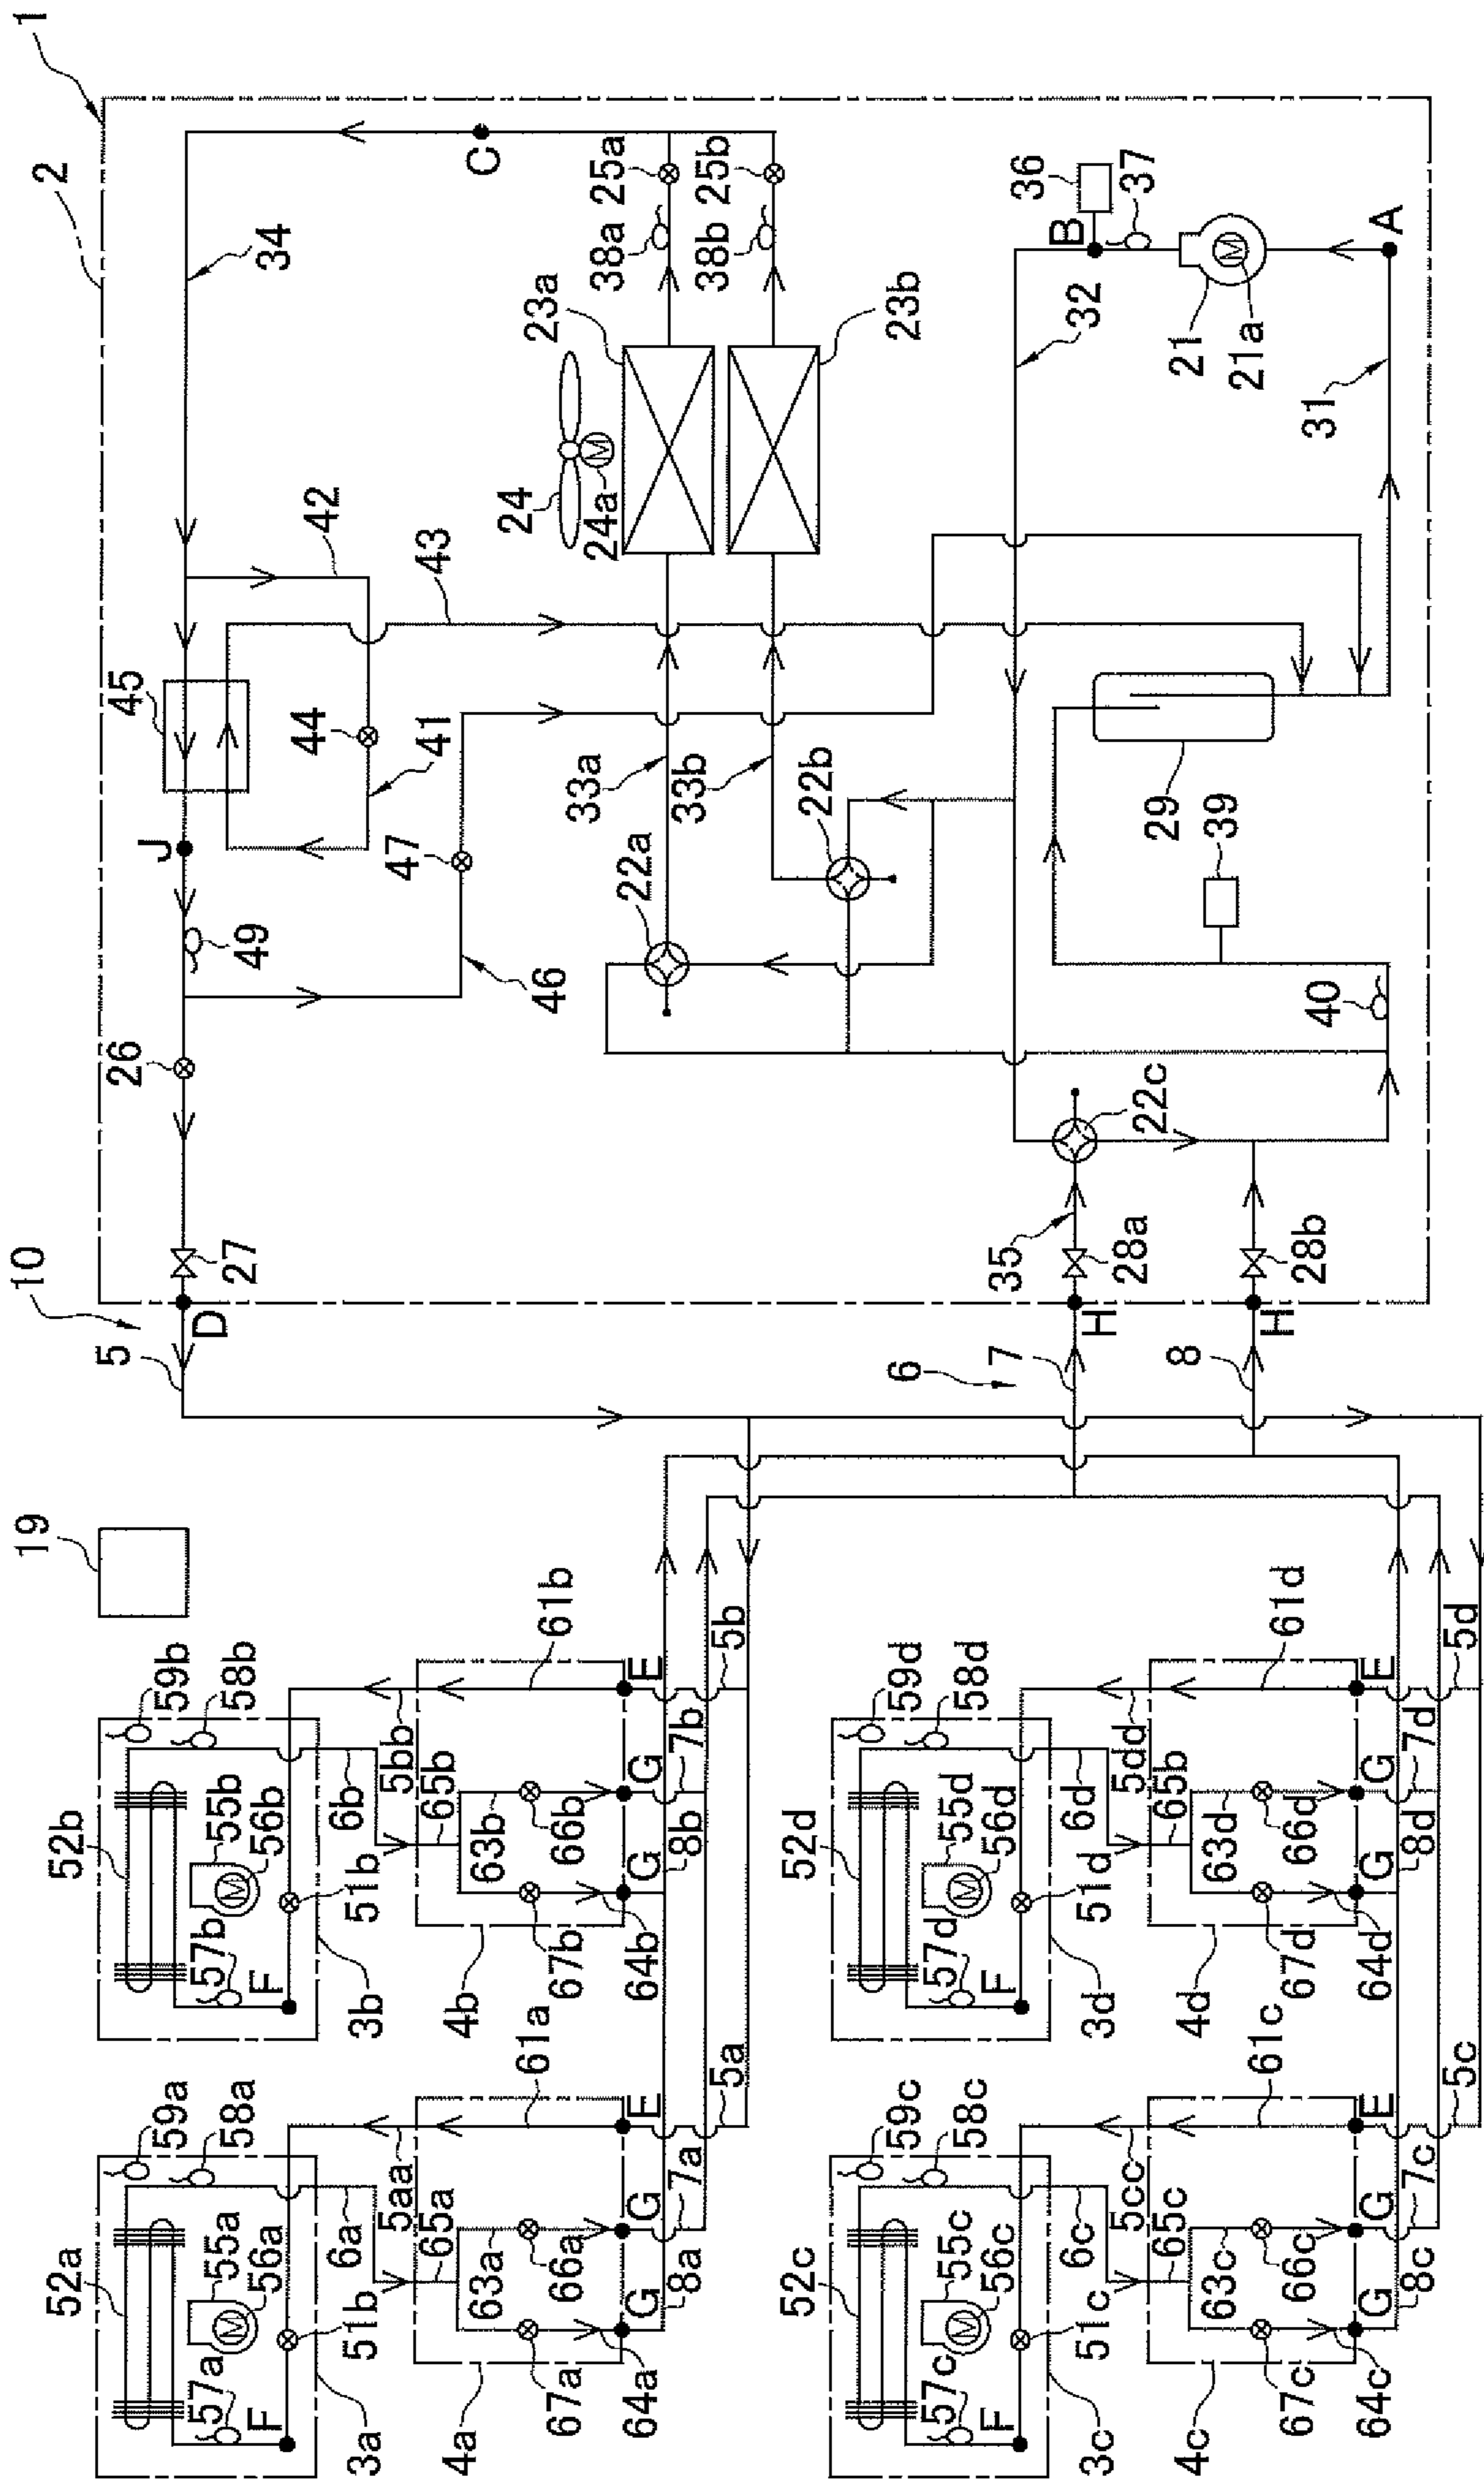 1
2
10
5
D
27
26
49
J
45
34
42
44
41
43
47
46
C
38a
25a
38b
25b
23a
23b
24
24a
M
33a
33b
22a
22b
22c
36
B
37
32
21
M
21a
A
31
29
39
40
35
28a
28b
H
H
6
7
8
19
52b
59b
58b
55b
M
56b
57b
F
51b
3b
6b
5bb
61b
65b
63b
66b
67b
64b
4b
G
G
E
8b
7b
5b
52a
59a
58a
55a
M
56a
57a
F
51b
3a
6a
5aa
61a
65a
63a
66a
67a
64a
4a
G
G
E
8a
7a
5a
52d
59d
58d
55d
M
56d
57d
F
51d
3d
6d
5dd
61d
65b
63d
66d
67d
64d
4d
G
G
E
8d
7d
5d
52c
59c
58c
55c
M
56c
57c
F
51c
3c
6c
5cc
61c
65c
63c
66c
67c
64c
4c
G
G
E
8c
7c
5c